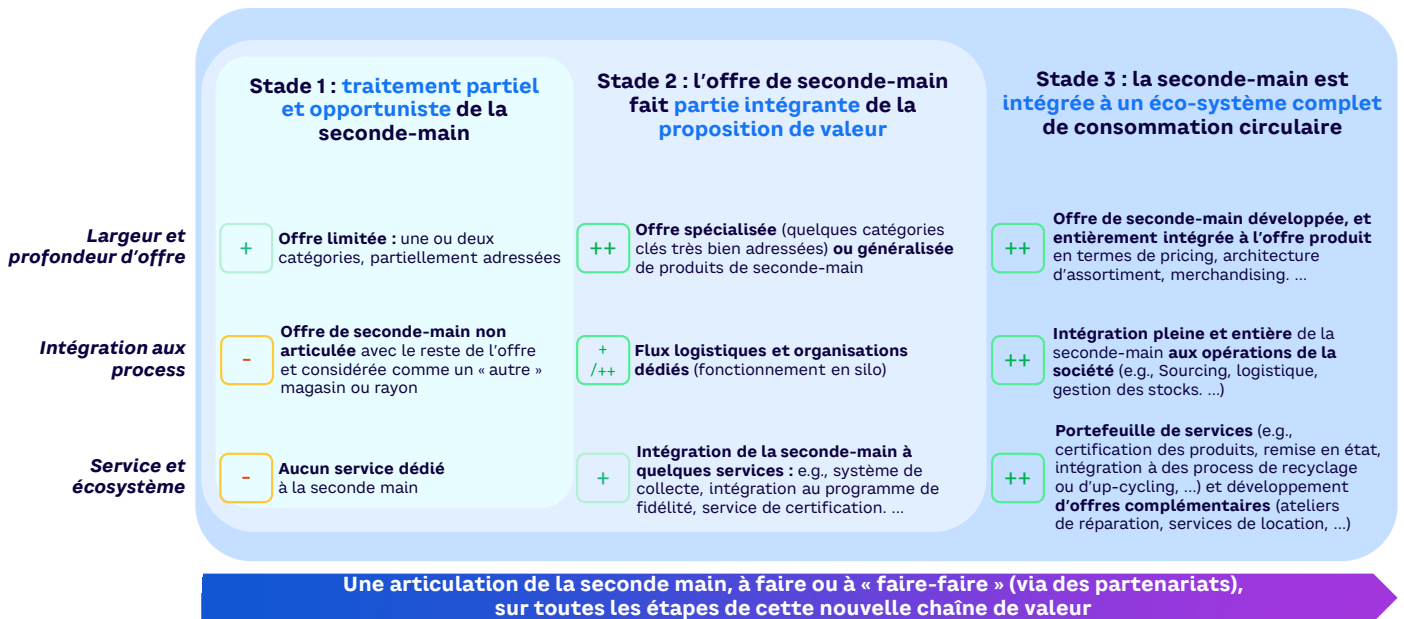 Stade 1 : traitement partiel
et opportuniste de la
seconde-main
Stade 2 : l’offre de seconde-main
fait partie intégrante de la
proposition de valeur
Stade 3 : la seconde-main est
intégrée à un éco-système complet
de consommation circulaire
Largeur et
profondeur d’offre
+
Offre limitée : une ou deux
catégories, partiellement adressées
++
Offre spécialisée (quelques catégories
clés très bien adressées) ou généralisée
de produits de seconde-main
++
Offre de seconde-main développée, et
entièrement intégrée à l’offre produit
en termes de pricing, architecture
d’assortiment, merchandising. ...
Intégration aux
process
-
Offre de seconde-main non
articulée avec le reste de l’offre
et considérée comme un « autre »
magasin ou rayon
+
/++
Flux logistiques et organisations
dédiés (fonctionnement en silo)
++
Intégration pleine et entière de la
seconde-main aux opérations de la
société (e.g., Sourcing, logistique,
gestion des stocks. ...)
Service et
écosystème
-
Aucun service dédié
à la seconde main
+
Intégration de la seconde-main à
quelques services : e.g., système de
collecte, intégration au programme de
fidélité, service de certification. ...
++
Portefeuille de services (e.g.,
certification des produits, remise en état,
intégration à des process de recyclage
ou d’up-cycling, ...) et développement
d’offres complémentaires (ateliers
de réparation, services de location, ...)
Une articulation de la seconde main, à faire ou à « faire-faire » (via des partenariats),
sur toutes les étapes de cette nouvelle chaîne de valeur